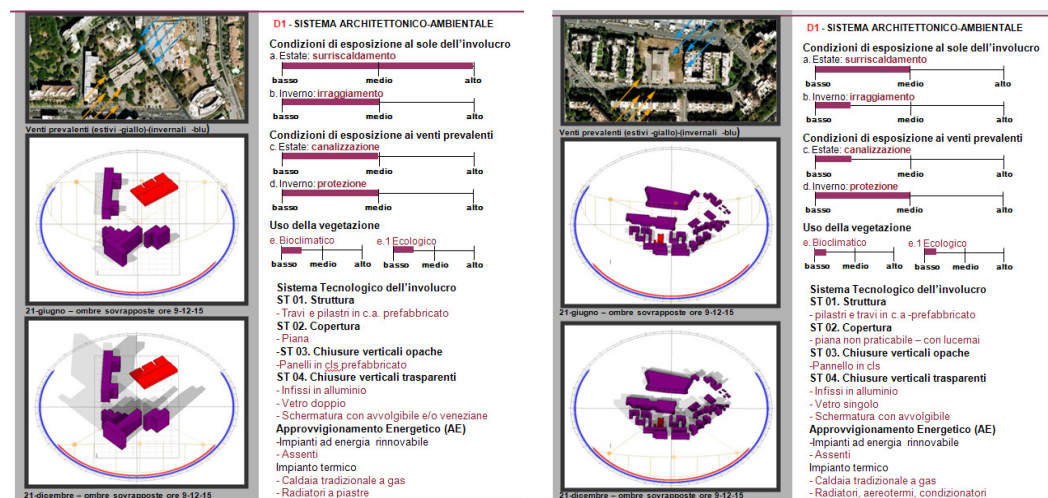 D1 - SISTEMA ARCHITETTONICO-AMBIENTALE
Condizioni di esposizione al sole dell'involucro
a. Estate: surriscaldamento
basso medio alto
b. Inverno: irraggiamento
basso medio alto
Venti prevalenti (estivi -giallo)-(invernali -blu)
Condizioni di esposizione ai venti prevalenti
c. Estate: canalizzazione
basso medio alto
d. Inverno: protezione
basso medio alto
Uso della vegetazione
e. Bioclimatico e.1 Ecologico
basso medio alto basso medio alto
21-giugno – ombre sovrapposte ore 9-12-15
Sistema Tecnologico dell'involucro
ST 01. Struttura
- Travi e pilastri in c.a. prefabbricato
ST 02. Copertura
- Piana
-ST 03. Chiusure verticali opache
-Panelli in cls prefabbricato
ST 04. Chiusure verticali trasparenti
- Infissi in alluminio
- Vetro doppio
- Schermatura con avvolgibile e/o veneziane
Approvvigionamento Energetico (AE)
-Impianti ad energia rinnovabile
- Assenti
Impianto termico
- Caldaia tradizionale a gas
- Radiatori a piastre
21-dicembre – ombre sovrapposte ore 9-12-15
D1 - SISTEMA ARCHITETTONICO-AMBIENTALE
Condizioni di esposizione al sole dell'involucro
a. Estate: surriscaldamento
basso medio alto
b. Inverno: irraggiamento
basso medio alto
Venti prevalenti (estivi -giallo)-(invernali -blu)
Condizioni di esposizione ai venti prevalenti
c. Estate: canalizzazione
basso medio alto
d. Inverno: protezione
basso medio alto
Uso della vegetazione
e. Bioclimatico e.1 Ecologico
basso medio alto basso medio alto
21-giugno – ombre sovrapposte ore 9-12-15
Sistema Tecnologico dell'involucro
ST 01. Struttura
- pilastri e travi in c.a -prefabbricato
ST 02. Copertura
- piana non praticabile – con lucernai
ST 03. Chiusure verticali opache
- Pannello in cls
ST 04. Chiusure verticali trasparenti
- Infissi in alluminio
- Vetro singolo
- Schermatura con avvolgibile
Approvvigionamento Energetico (AE)
-Impianti ad energia rinnovabile
- Assenti
Impianto termico
- Caldaia tradizionale a gas
- Radiatori, aereotermi, condizionatori
21-dicembre – ombre sovrapposte ore 9-12-15